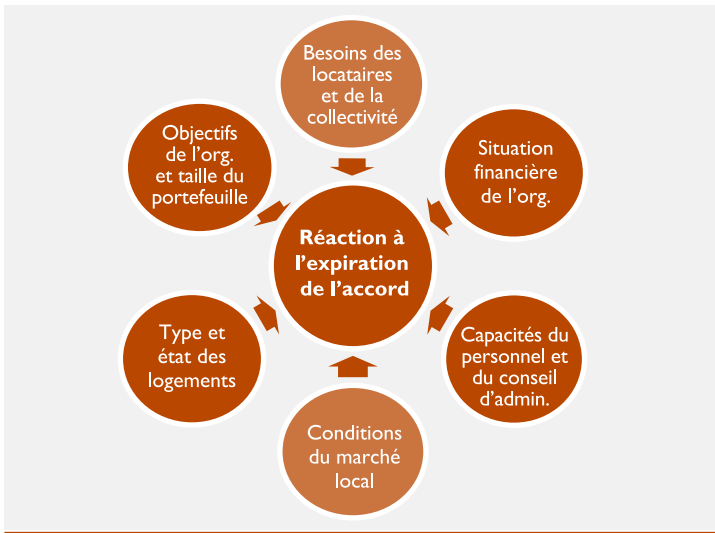 Besoins des
locataires
et de la
collectivité
Situation
financière
de l'org.
Capacités du
personnel et
du conseil
d'admin.
Conditions
du marché
local
Type et
état des
logements
Objectifs
de l'org.
et taille du
portefeuille
Réaction à
l'expiration
de l'accord